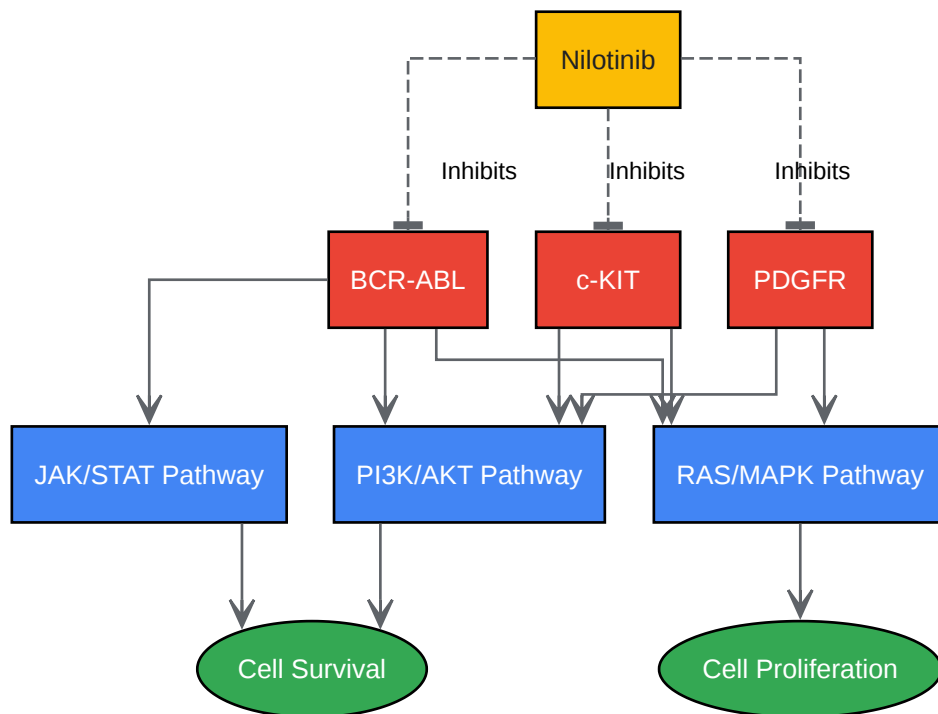 Nilotinib
Inhibits
Inhibits
Inhibits
BCR-ABL
c-KIT
PDGFR
JAK/STAT Pathway
PI3K/AKT Pathway
RAS/MAPK Pathway
Cell Survival
Cell Proliferation